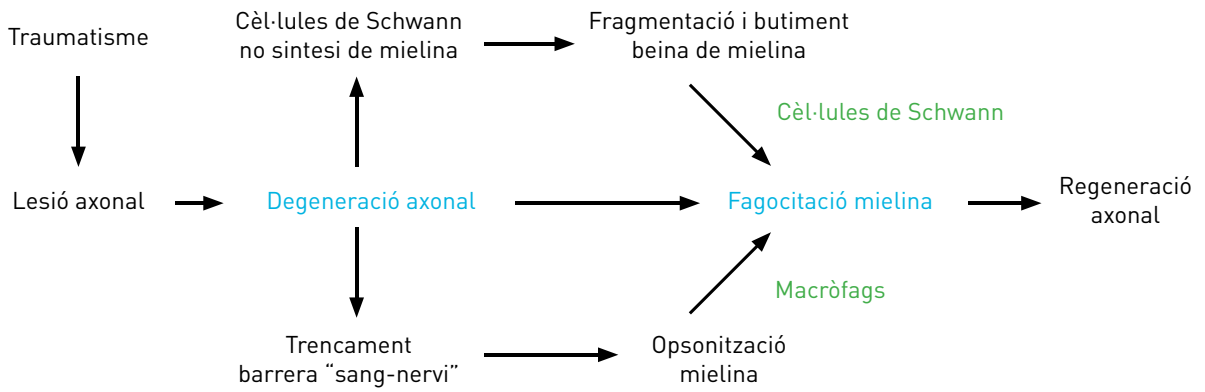 Traumatisme
Cèl·lules de Schwann
no sintesi de mielina
Fragmentació i butiment
beina de mielina
Cèl·lules de Schwann
Lesió axonal
Degeneració axonal
Fagocitació mielina
Regeneració
axonal
Macròfags
Trencament
barrera “sang-nervi”
Opsonització
mielina